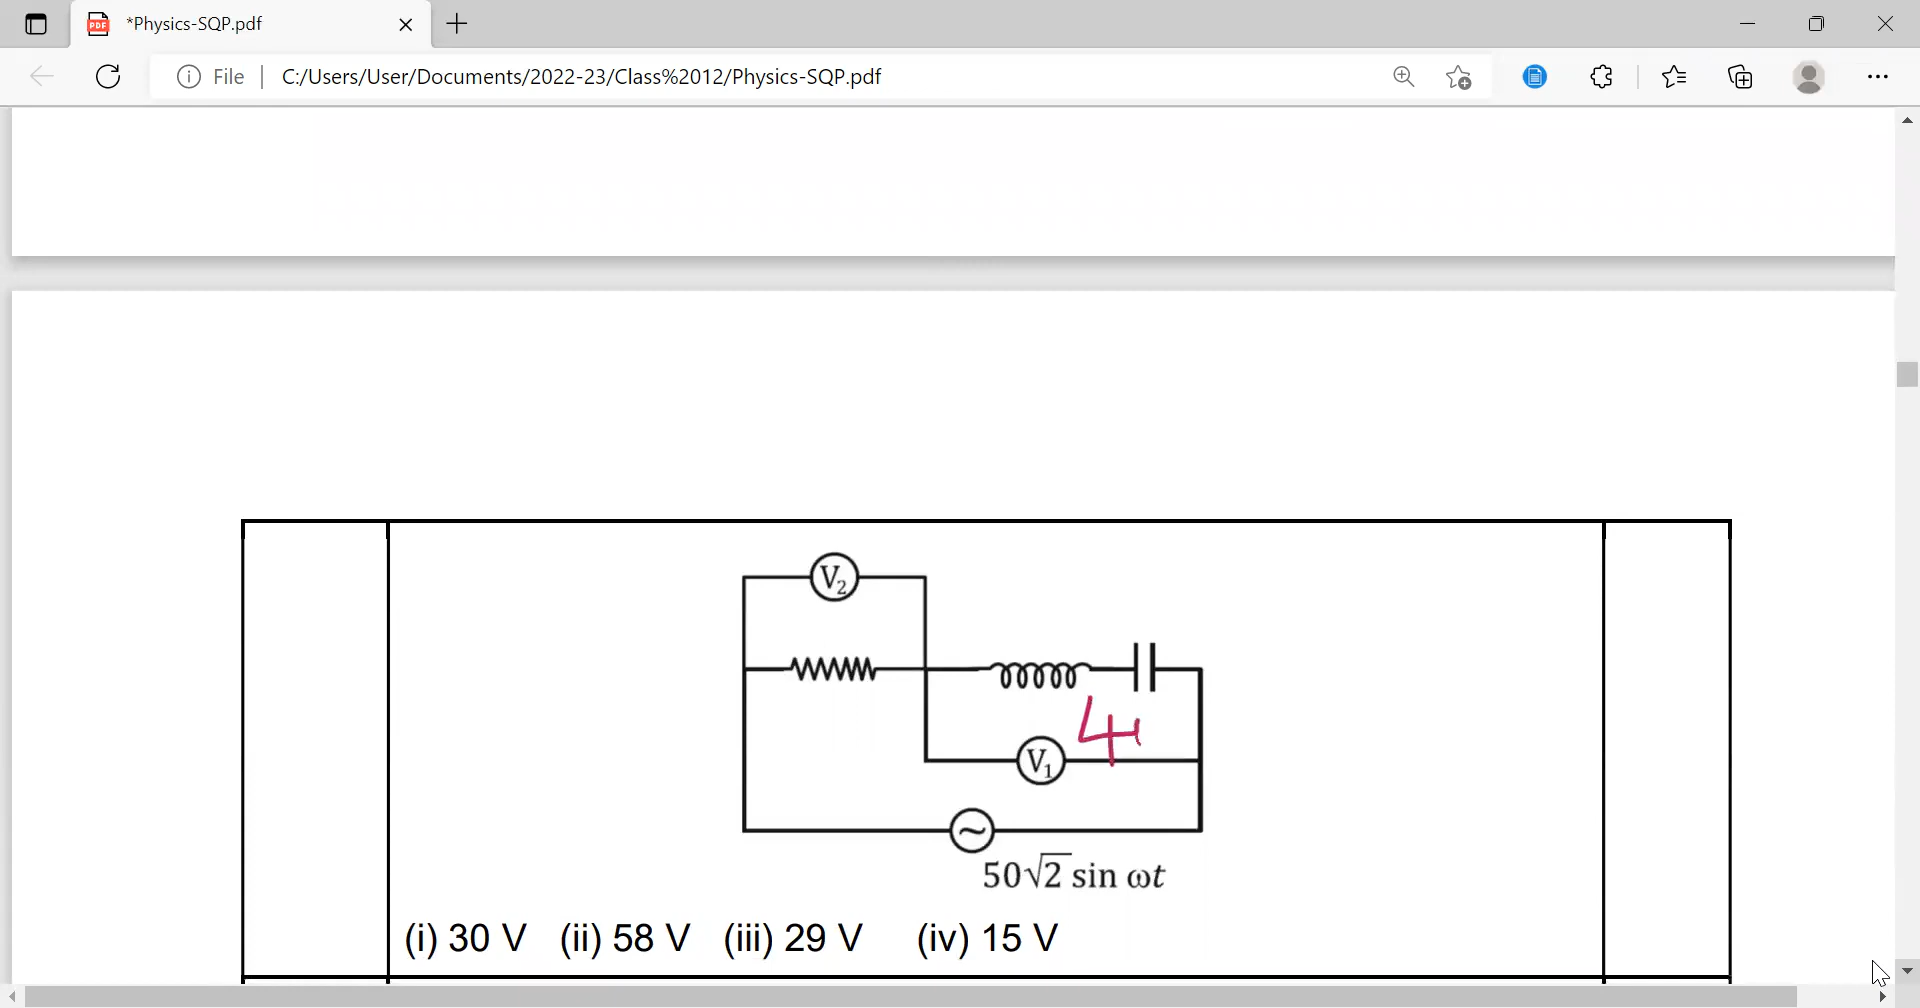 *Physics-SQP.pdf
File C:/Users/User/Documents/2022-23/Class%2012/Physics-SQP.pdf
V₂
V₁
50√2 sin ωt
(i) 30 V (ii) 58 V (iii) 29 V (iv) 15 V